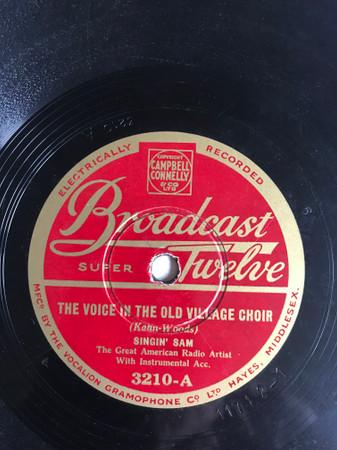 ELECTRICALLY RECORDED
COPYRIGHT
CAMPBELL
CONNELLY
& CO
LTD
Broadcast
SUPER Twelve
THE VOICE IN THE OLD VILLAGE CHOIR
(Kahn-Woods)
SINGIN' SAM
The Great American Radio Artist
With Instrumental Acc.
3210-A
MFGD BY THE VOCALION GRAMOPHONE CO LTD HAYES, MIDDLESEX.